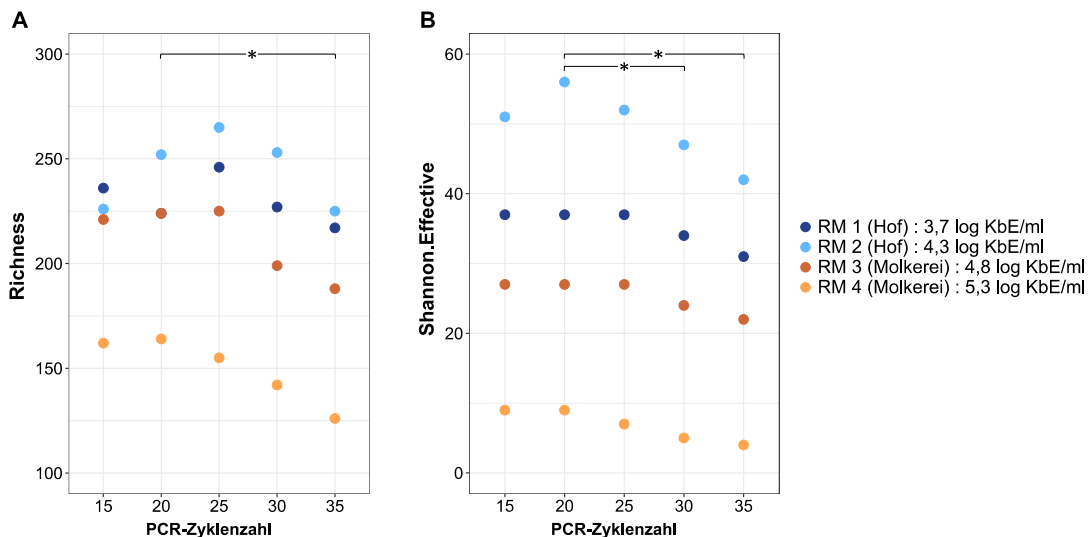 A
Richness
300
250
200
150
100
*
15 20 25 30 35
PCR-Zyklenzahl
B
Shannon.Effective
60
40
20
0
*
*
15 20 25 30 35
PCR-Zyklenzahl
RM 1 (Hof) : 3,7 log KbE/ml
RM 2 (Hof) : 4,3 log KbE/ml
RM 3 (Molkerei) : 4,8 log KbE/ml
RM 4 (Molkerei) : 5,3 log KbE/ml